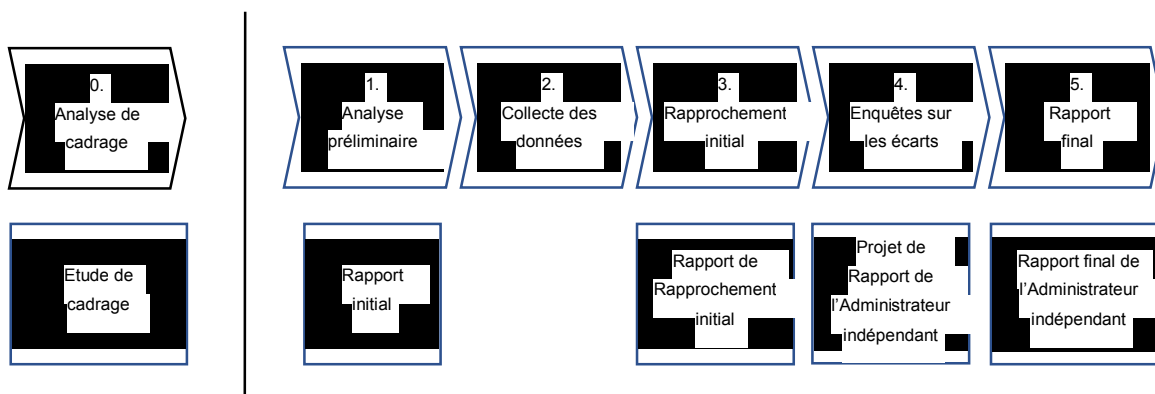 0.
Analyse de
cadrage
1.
Analyse
préliminaire
2.
Collecte des
données
3.
Rapprochement
initial
4.
Enquêtes sur
les écarts
5.
Rapport
final
Etude de
cadrage
Rapport
initial
Rapport de
Rapprochement
initial
Projet de
Rapport de
l’Administrateur
indépendant
Rapport final de
l’Administrateur
indépendant